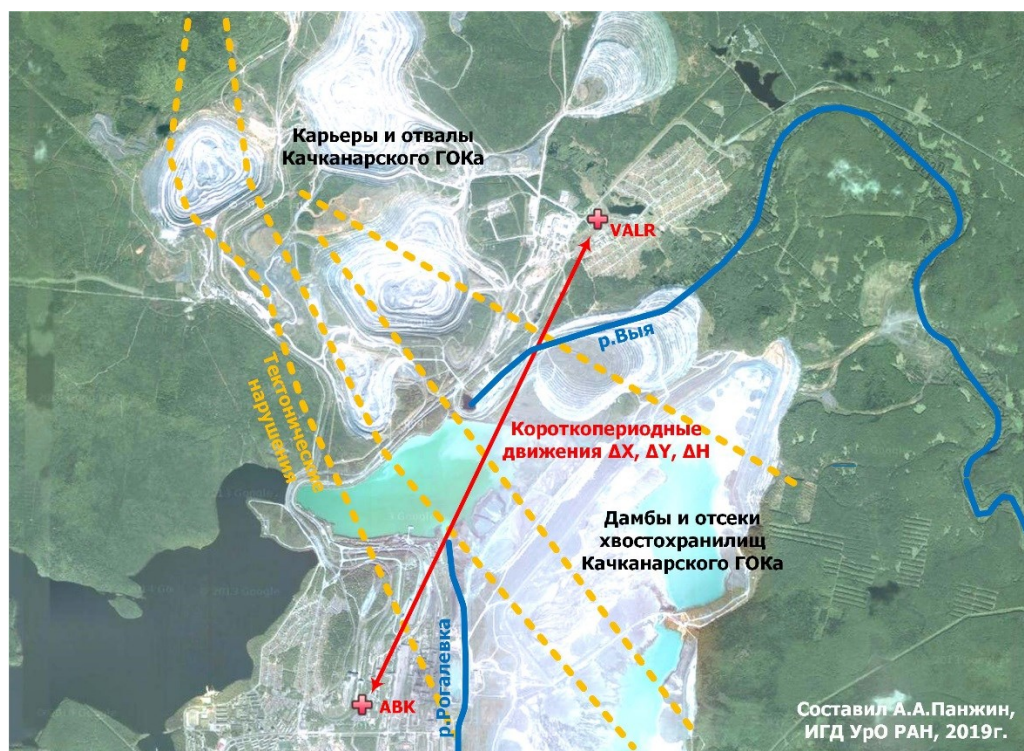 Карьеры и отвалы
Качканарского ГОКа
VALR
р.Выя
Тектонические
нарушения
Короткопериодные
движения ΔX, ΔY, ΔH
Дамбы и отсеки
хвостохранилищ
Качканарского ГОКа
р.Рогалевка
АВК
Составил А.А.Панжин,
ИГД УрО РАН, 2019г.